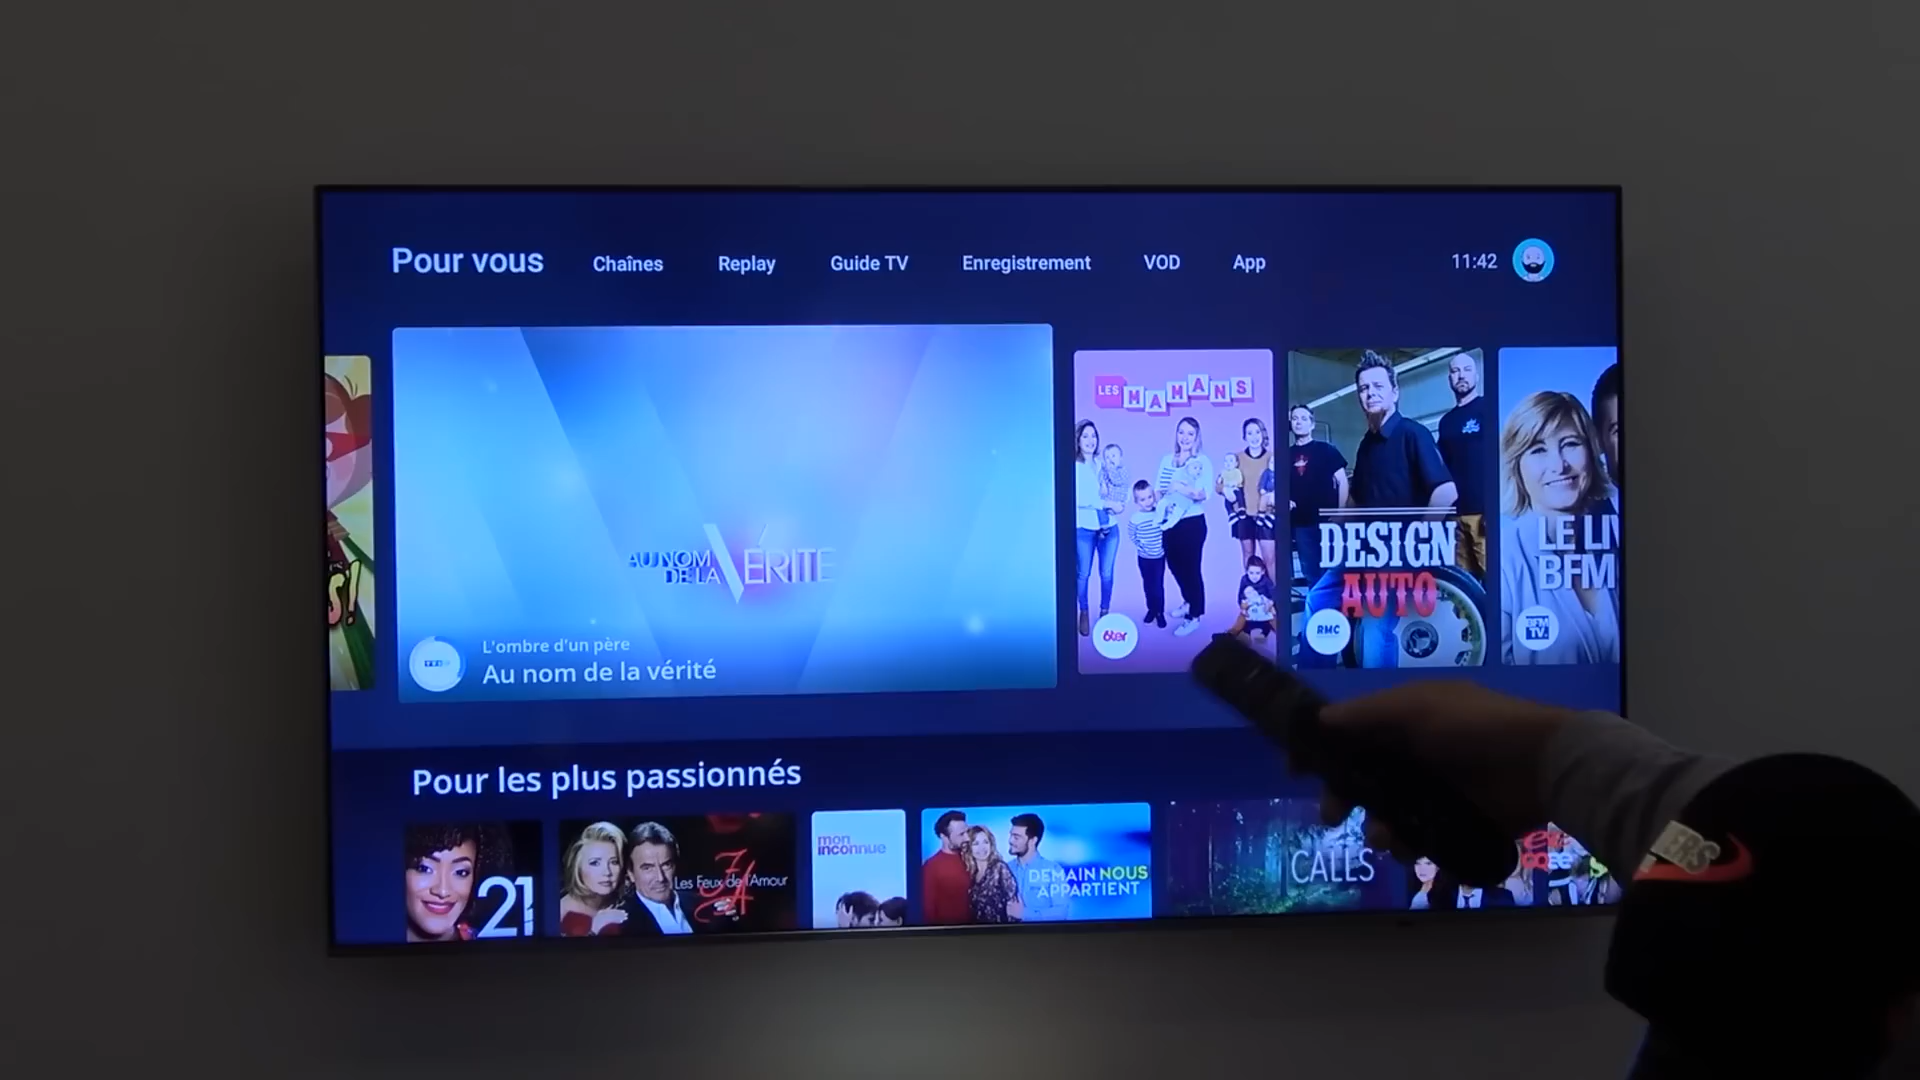 Pour vous
Chaînes
Replay
Guide TV
Enregistrement
VOD
App
11:42
S!
AU NOM
DE LA VÉRITÉ
L'ombre d'un père
Au nom de la vérité
LES MAMANS
6ter
DESIGN
AUTO
RMC
LE LIV
BFM
BFM
TV.
Pour les plus passionnés
21
Les Feux de l'Amour
mon
inconnue
DEMAIN NOUS
APPARTIENT
CALLS
ERS